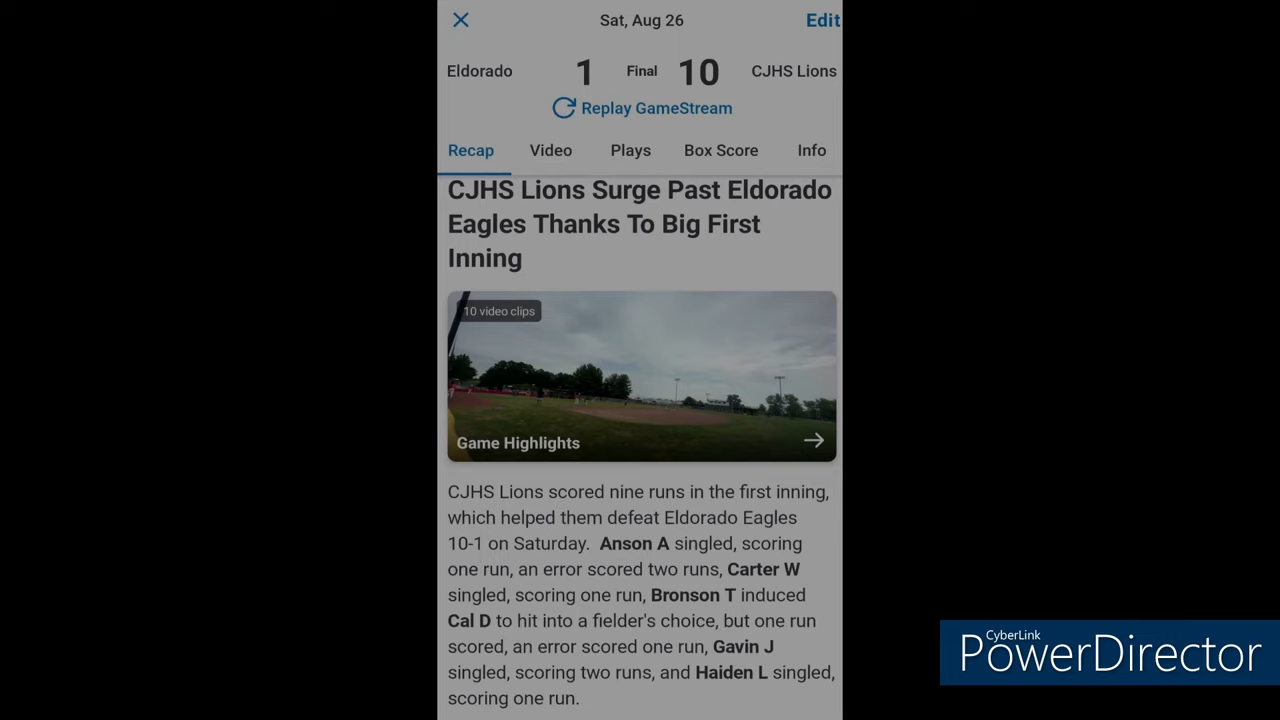 Sat, Aug 26 Edit
Eldorado 1 Final 10 CJHS Lions
Replay GameStream
Recap Video Plays Box Score Info
CJHS Lions Surge Past Eldorado
Eagles Thanks To Big First
Inning
10 video clips
Game Highlights
CJHS Lions scored nine runs in the first inning,
which helped them defeat Eldorado Eagles
10-1 on Saturday. Anson A singled, scoring
one run, an error scored two runs, Carter W
singled, scoring one run, Bronson T induced
Cal D to hit into a fielder's choice, but one run
scored, an error scored one run, Gavin J
singled, scoring two runs, and Haiden L singled,
scoring one run.
CyberLink
PowerDirector